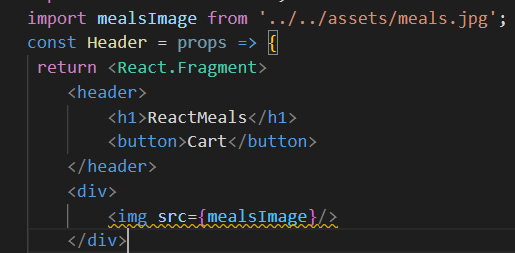 import mealsImage from '../../assets/meals.jpg';
const Header = props => {
return <React.Fragment>
<header>
<h1>ReactMeals</h1>
<button>Cart</button>
</header>
<div>
<img src={mealsImage}/>
</div>